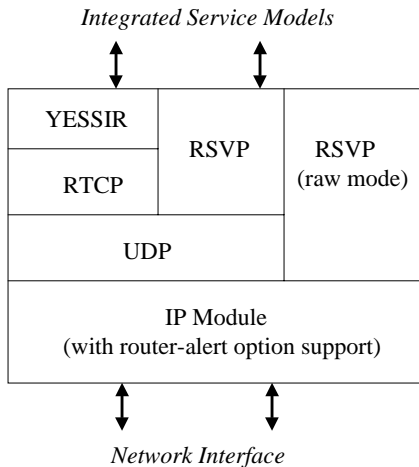 Integrated Service Models
YESSIR
RTCP
RSVP
RSVP
(raw mode)
UDP
IP Module
(with router-alert option support)
Network Interface